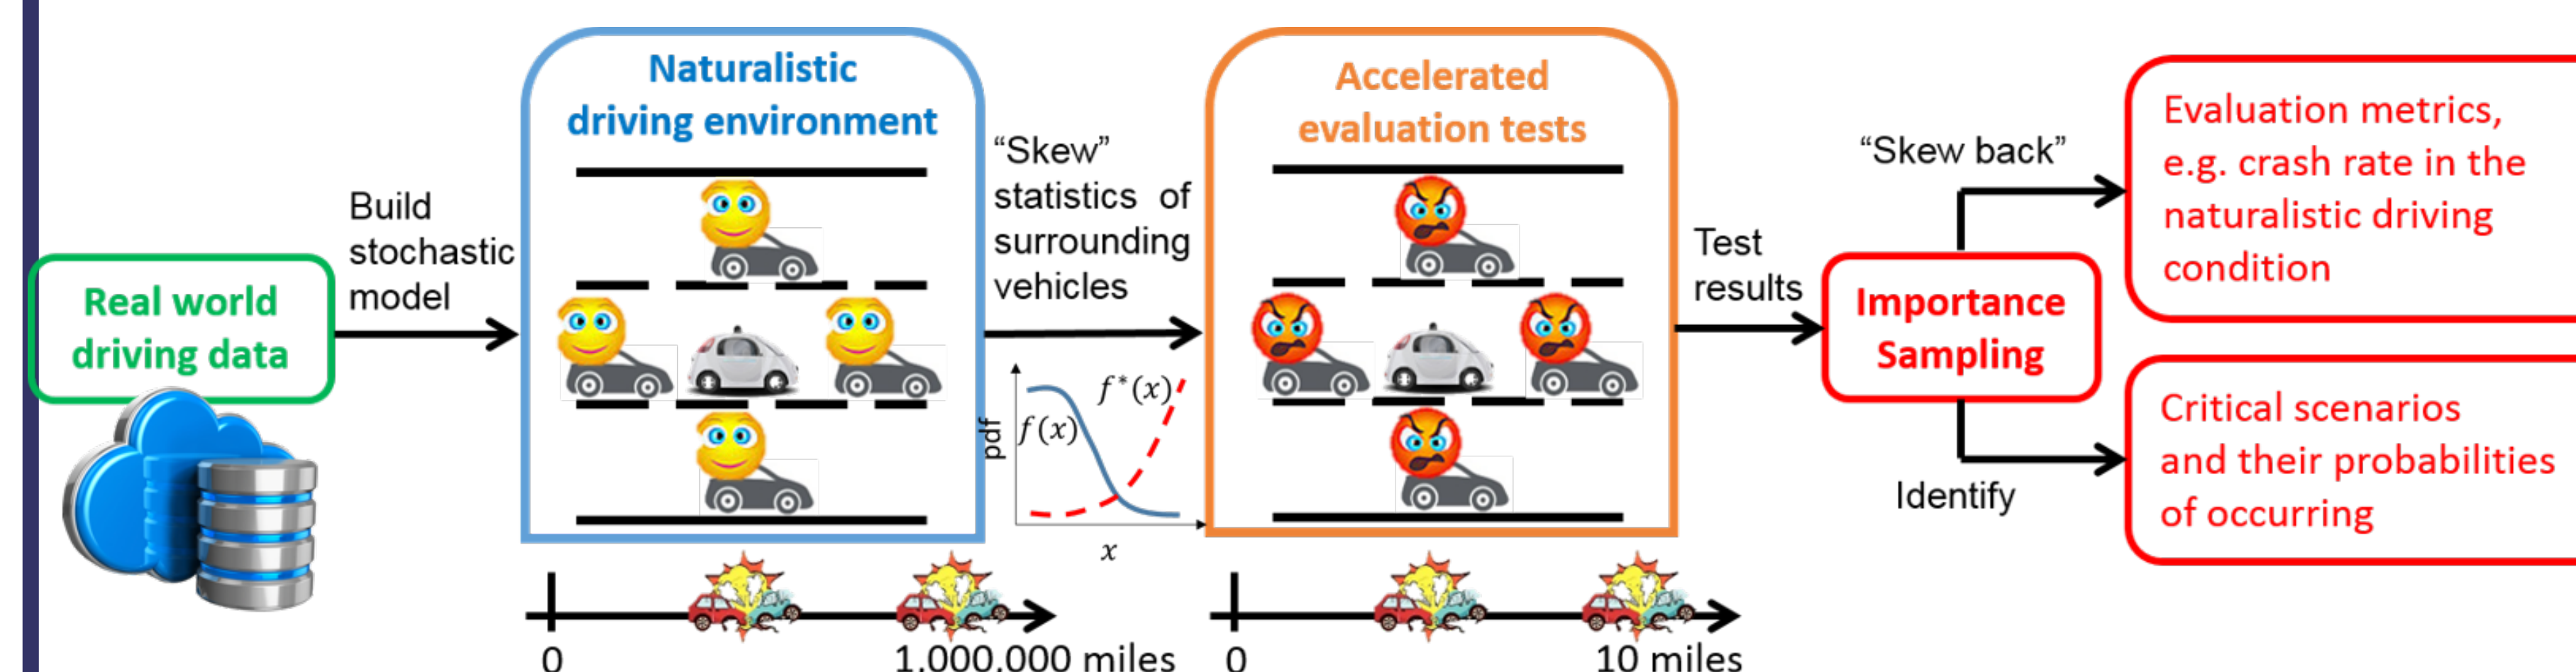 Real world
driving data
Build
stochastic
model
Naturalistic
driving environment
“Skew”
statistics of
surrounding
vehicles
pdf
f(x)
f*(x)
x
Accelerated
evaluation tests
Test
results
Importance
Sampling
“Skew back”
Identify
Evaluation metrics,
e.g. crash rate in the
naturalistic driving
condition
Critical scenarios
and their probabilities
of occurring
0
1,000,000 miles
0
10 miles